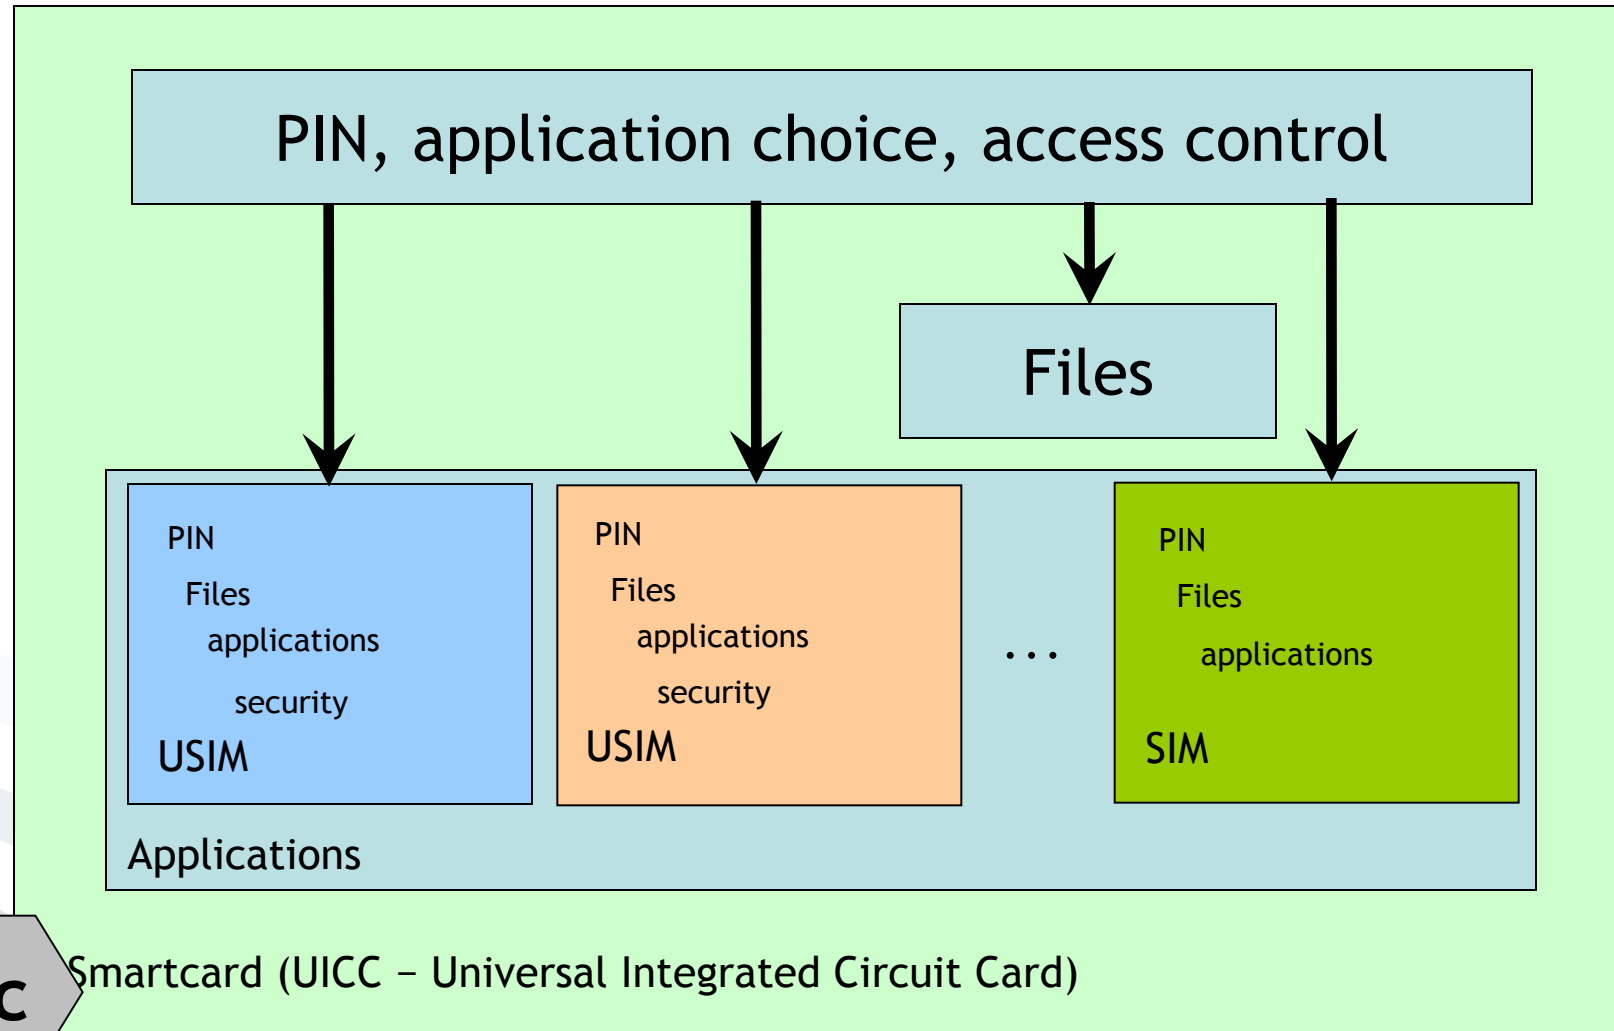 PIN, application choice, access control
Files
PIN
Files
applications
security
USIM
PIN
Files
applications
security
USIM
...
PIN
Files
applications
SIM
Applications
Smartcard (UICC – Universal Integrated Circuit Card)
c